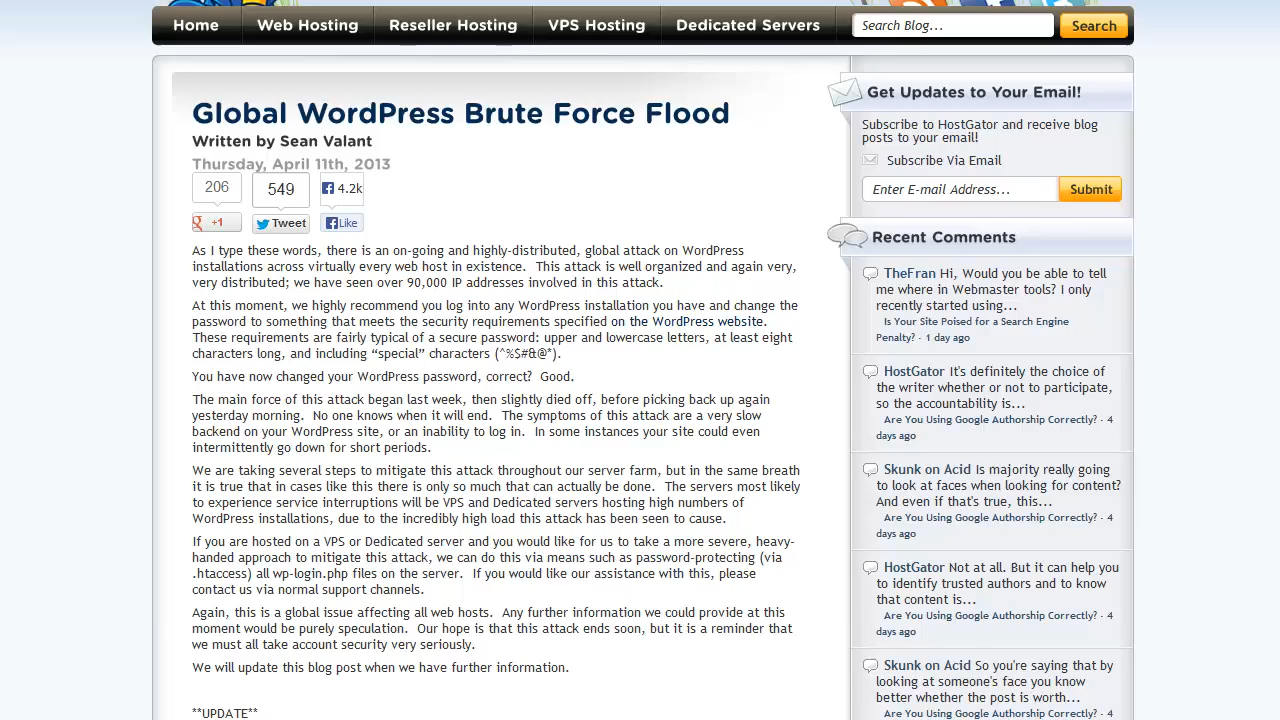 Home
Web Hosting
Reseller Hosting
VPS Hosting
Dedicated Servers
Search Blog...
Search
Global WordPress Brute Force Flood
Written by Sean Valant
Thursday, April 11th, 2013
206
549
4.2k
+1
Tweet
Like
As I type these words, there is an on-going and highly-distributed, global attack on WordPress
installations across virtually every web host in existence.  This attack is well organized and again very,
very distributed; we have seen over 90,000 IP addresses involved in this attack.
At this moment, we highly recommend you log into any WordPress installation you have and change the
password to something that meets the security requirements specified on the WordPress website.
These requirements are fairly typical of a secure password: upper and lowercase letters, at least eight
characters long, and including “special” characters (^%$#&@*).
You have now changed your WordPress password, correct?  Good.
The main force of this attack began last week, then slightly died off, before picking back up again
yesterday morning.  No one knows when it will end.  The symptoms of this attack are a very slow
backend on your WordPress site, or an inability to log in.  In some instances your site could even
intermittently go down for short periods.
We are taking several steps to mitigate this attack throughout our server farm, but in the same breath
it is true that in cases like this there is only so much that can actually be done.  The servers most likely
to experience service interruptions will be VPS and Dedicated servers hosting high numbers of
WordPress installations, due to the incredibly high load this attack has been seen to cause.
If you are hosted on a VPS or Dedicated server and you would like for us to take a more severe, heavy-
handed approach to mitigate this attack, we can do this via means such as password-protecting (via
.htaccess) all wp-login.php files on the server.  If you would like our assistance with this, please
contact us via normal support channels.
Again, this is a global issue affecting all web hosts.  Any further information we could provide at this
moment would be purely speculation.  Our hope is that this attack ends soon, but it is a reminder that
we must all take account security very seriously.
We will update this blog post when we have further information.
**UPDATE**
Get Updates to Your Email!
Subscribe to HostGator and receive blog
posts to your email!
Subscribe Via Email
Enter E-mail Address...
Submit
Recent Comments
TheFran Hi, Would you be able to tell
me where in Webmaster tools? I only
recently started using...
Is Your Site Poised for a Search Engine
Penalty? · 1 day ago
HostGator It's definitely the choice of
the writer whether or not to participate,
so the accountability is...
Are You Using Google Authorship Correctly? · 4
days ago
Skunk on Acid Is majority really going
to look at faces when looking for content?
And even if that's true, this...
Are You Using Google Authorship Correctly? · 4
days ago
HostGator Not at all. But it can help you
to identify trusted authors and to know
that content is...
Are You Using Google Authorship Correctly? · 4
days ago
Skunk on Acid So you're saying that by
looking at someone's face you know
better whether the post is worth...
Are You Using Google Authorship Correctly? · 4